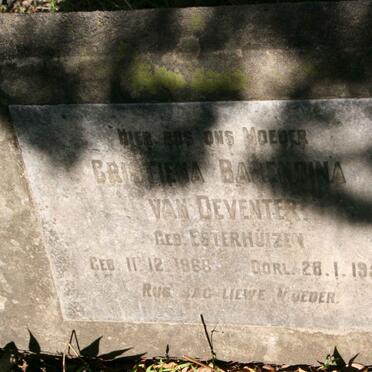 HIER RUS ONS MOEDER
CRISTIENA BARENDINA
VAN DEVENTER.
GEB. ESTERHUIZEN
GEB. 11.12.1868 OORL. 28.1.19
RUS SAG LIEWE MOEDER.